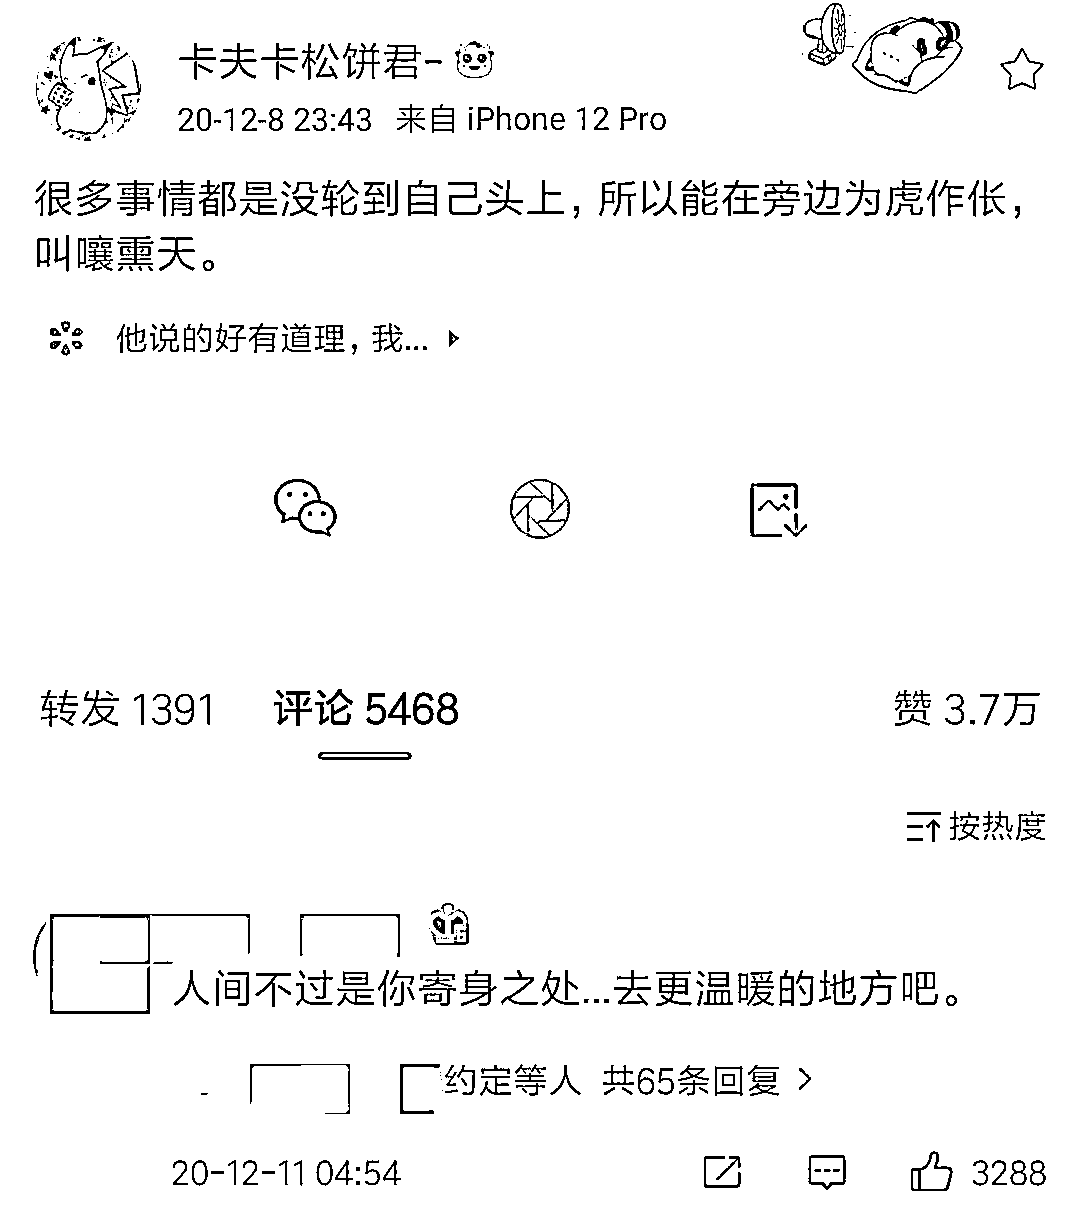 卡夫卡松饼君-
20-12-8 23:43 来自 iPhone 12 Pro
很多事情都是没轮到自己头上，所以能在旁边为虎作伥，
叫嚷熏天。
他说的好有道理，我...
转发 1391 评论 5468 赞 3.7万
按热度
人间不过是你寄身之处...去更温暖的地方吧。
约定等人 共65条回复
20-12-11 04:54 3288